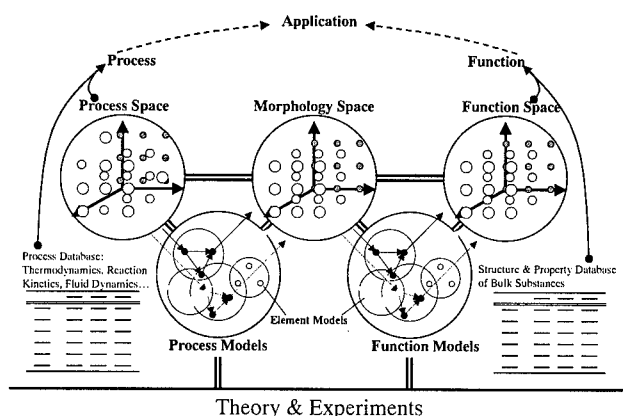 Application
Process
Function
Process Space
Morphology Space
Function Space
Process Database:
Thermodynamics, Reaction
Kinetics, Fluid Dynamics…
Structure & Property Database
of Bulk Substances
Element Models
Process Models
Function Models
Theory & Experiments